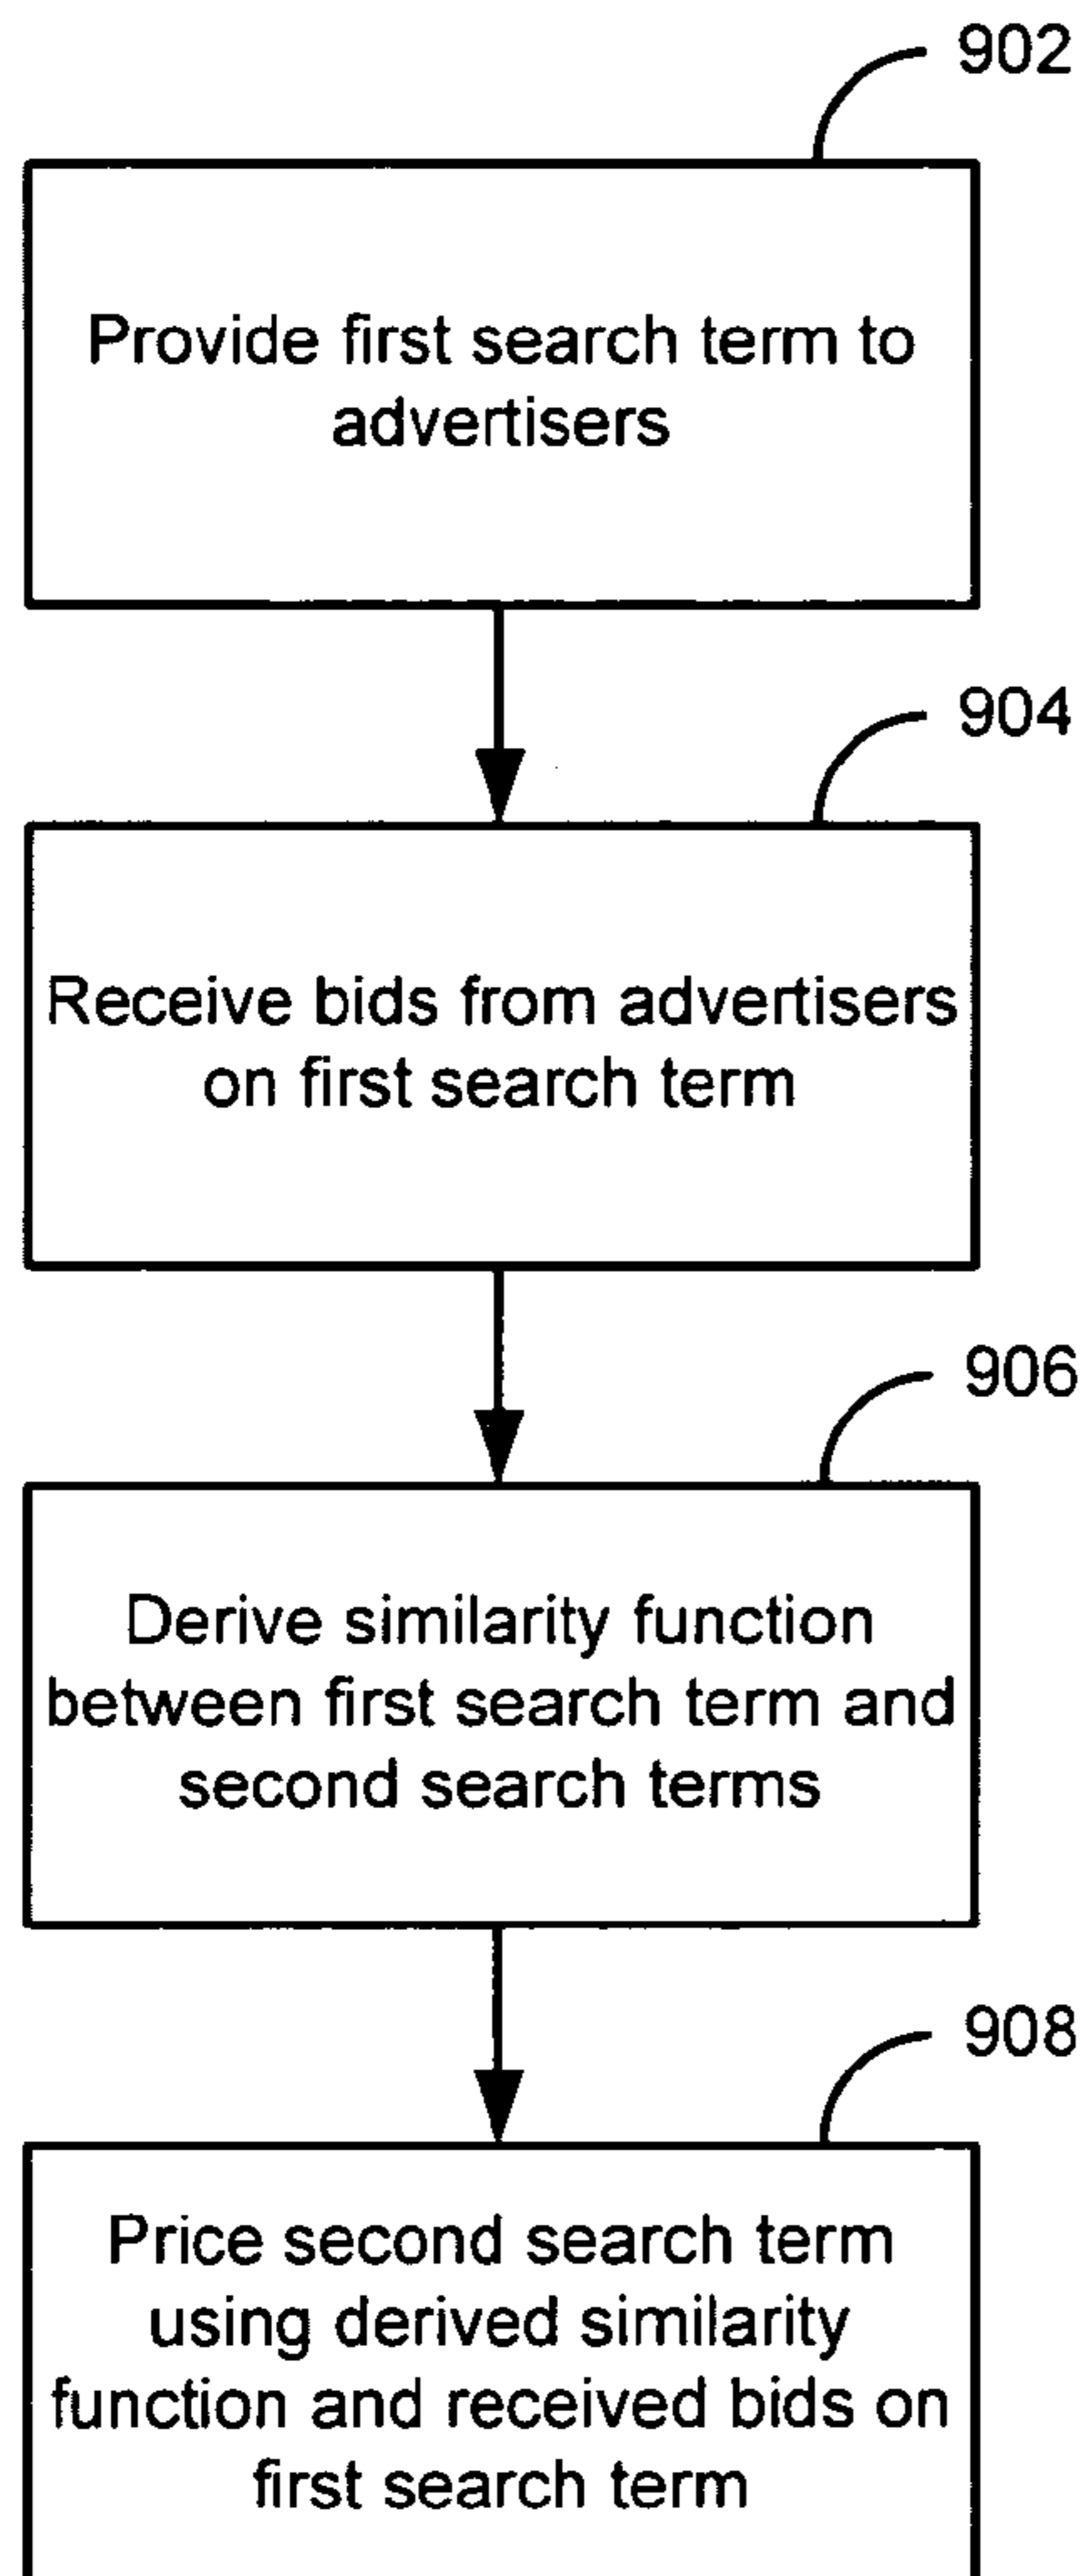 902
Provide first search term to
advertisers
904
Receive bids from advertisers
on first search term
906
Derive similarity function
between first search term and
second search terms
908
Price second search term
using derived similarity
function and received bids on
first search term